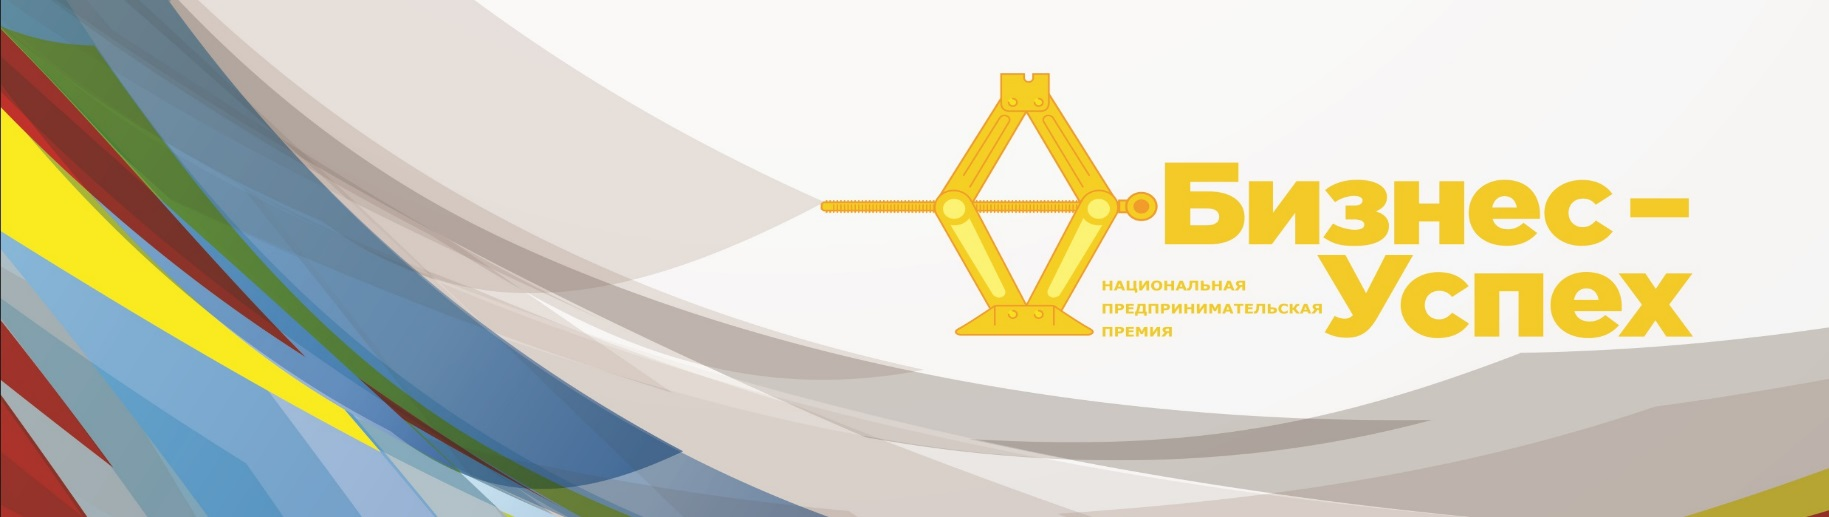 Бизнес –
Успех
НАЦИОНАЛЬНАЯ
ПРЕДПРИНИМАТЕЛЬСКАЯ
ПРЕМИЯ